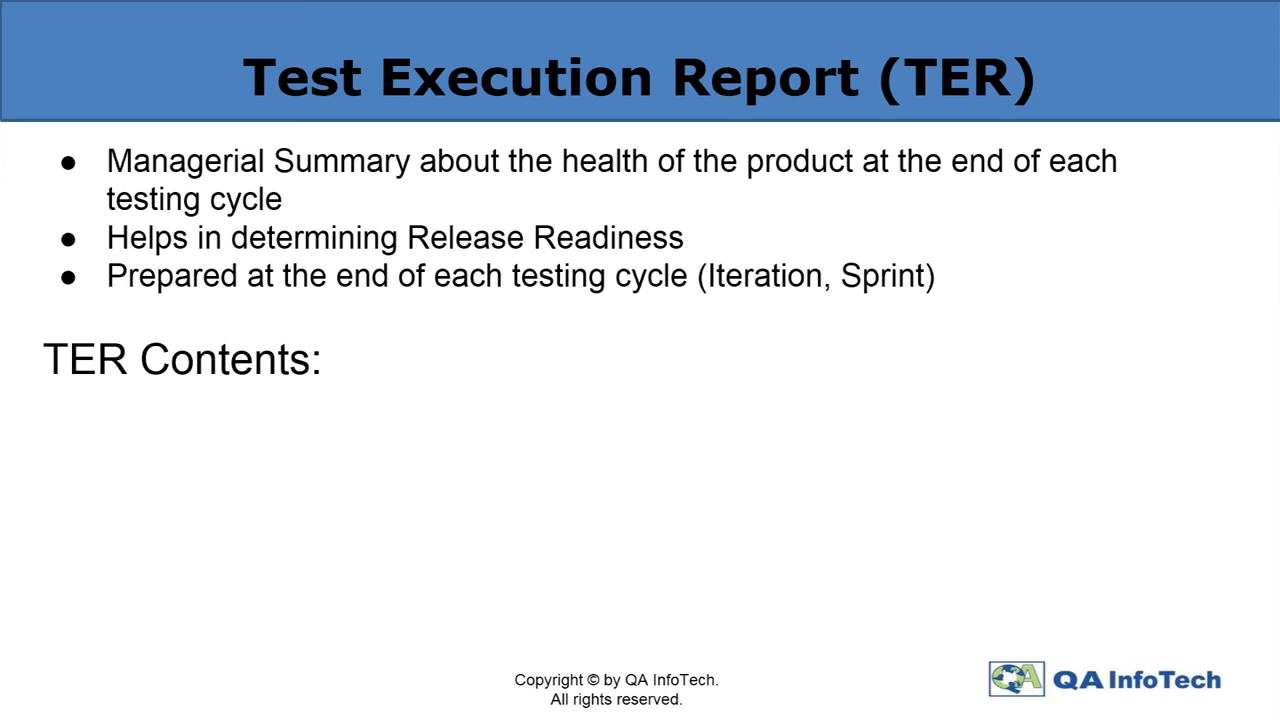 Test Execution Report (TER)
● Managerial Summary about the health of the product at the end of each
testing cycle
● Helps in determining Release Readiness
● Prepared at the end of each testing cycle (Iteration, Sprint)
TER Contents:
Copyright © by QA InfoTech.
All rights reserved.
QA QA InfoTech